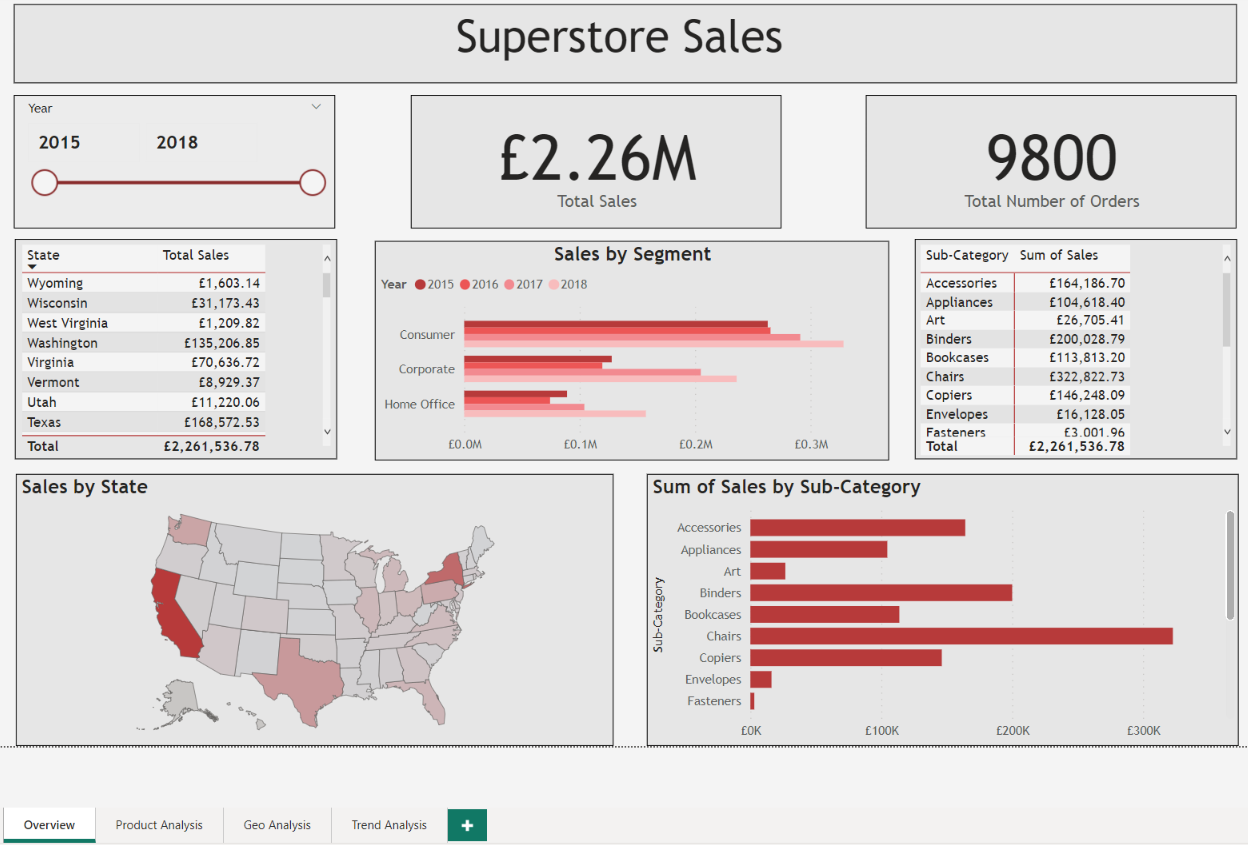 Superstore Sales
Year
2015 2018
£2.26M
Total Sales
9800
Total Number of Orders
State Total Sales
Wyoming £1,603.14
Wisconsin £31,173.43
West Virginia £1,209.82
Washington £135,206.85
Virginia £70,636.72
Vermont £8,929.37
Utah £11,220.06
Texas £168,572.53
Total £2,261,536.78
Sales by Segment
Year 2015 2016 2017 2018
Consumer
Corporate
Home Office
£0.0M £0.1M £0.2M £0.3M
Sub-Category Sum of Sales
Accessories £164,186.70
Appliances £104,618.40
Art £26,705.41
Binders £200,028.79
Bookcases £113,813.20
Chairs £322,822.73
Copiers £146,248.09
Envelopes £16,128.05
Fasteners £3,001.96
Total £2,261,536.78
Sales by State
Sum of Sales by Sub-Category
Sub-Category
Accessories
Appliances
Art
Binders
Bookcases
Chairs
Copiers
Envelopes
Fasteners
£0K £100K £200K £300K
Overview Product Analysis Geo Analysis Trend Analysis +